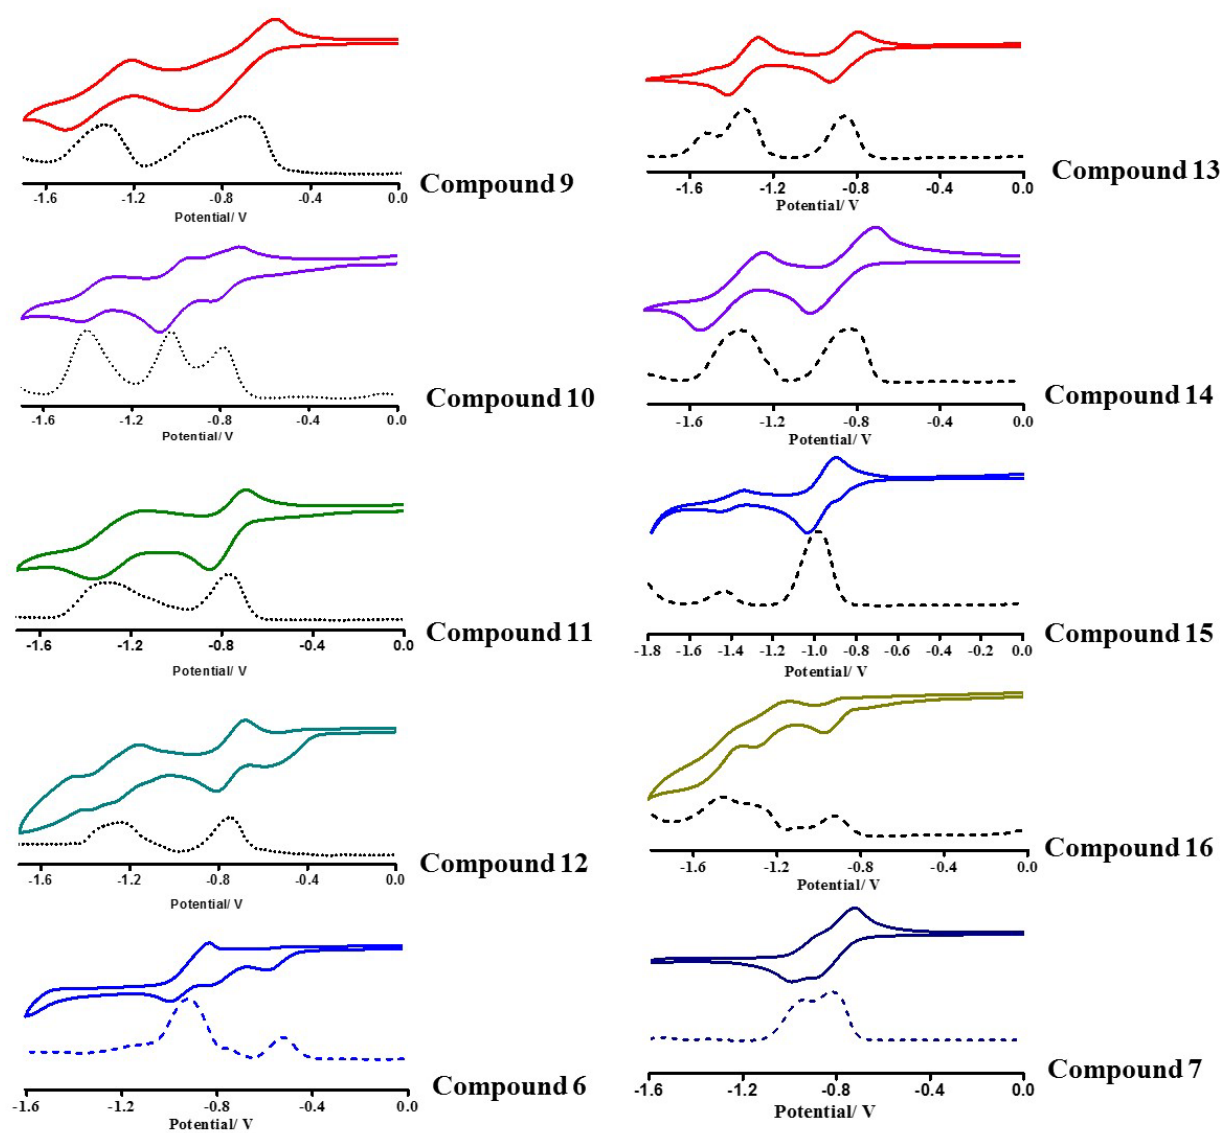 -1.6 -1.2 -0.8 -0.4 0.0
Potential/ V
Compound 9
-1.6 -1.2 -0.8 -0.4 0.0
Potential/ V
Compound 13
-1.6 -1.2 -0.8 -0.4 0.0
Potential/ V
Compound 10
-1.6 -1.2 -0.8 -0.4 0.0
Potential/ V
Compound 14
-1.6 -1.2 -0.8 -0.4 0.0
Potential/ V
Compound 11
-1.8 -1.6 -1.4 -1.2 -1.0 -0.8 -0.6 -0.4 -0.2 0.0
Potential/ V
Compound 15
-1.6 -1.2 -0.8 -0.4 0.0
Potential/ V
Compound 12
-1.6 -1.2 -0.8 -0.4 0.0
Potential/ V
Compound 16
-1.6 -1.2 -0.8 -0.4 0.0
Potential/ V
Compound 6
-1.6 -1.2 -0.8 -0.4 0.0
Potential/ V
Compound 7